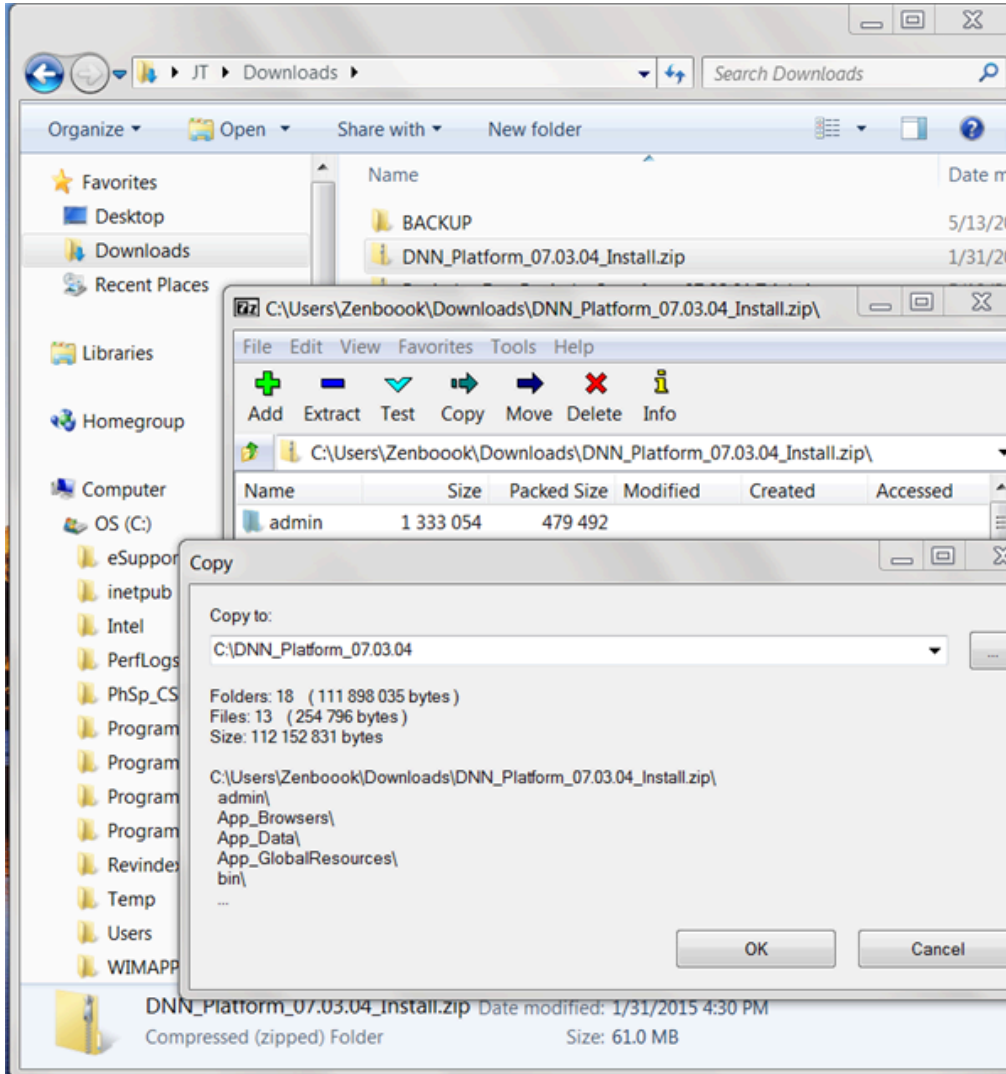 JT Downloads
Search Downloads
Organize Open Share with New folder
Favorites
Desktop
Downloads
Recent Places
Libraries
Homegroup
Computer
OS (C:)
eSuppor
inetpub
Intel
PerfLogs
PhSp_CS
Program
Program
Program
Program
Revindex
Temp
Users
WIMAPP
Name Date m
BACKUP 5/13/20
DNN_Platform_07.03.04_Install.zip 1/31/20
C:\Users\Zenboook\Downloads\DNN_Platform_07.03.04_Install.zip\
File Edit View Favorites Tools Help
Add Extract Test Copy Move Delete Info
C:\Users\Zenboook\Downloads\DNN_Platform_07.03.04_Install.zip\
Name Size Packed Size Modified Created Accessed
admin 1 333 054 479 492
Copy
Copy to:
C:\DNN_Platform_07.03.04
...
Folders: 18 ( 111 898 035 bytes )
Files: 13 ( 254 796 bytes )
Size: 112 152 831 bytes
C:\Users\Zenboook\Downloads\DNN_Platform_07.03.04_Install.zip\
admin\
App_Browsers\
App_Data\
App_GlobalResources\
bin\
...
OK Cancel
DNN_Platform_07.03.04_Install.zip Date modified: 1/31/2015 4:30 PM
Compressed (zipped) Folder Size: 61.0 MB